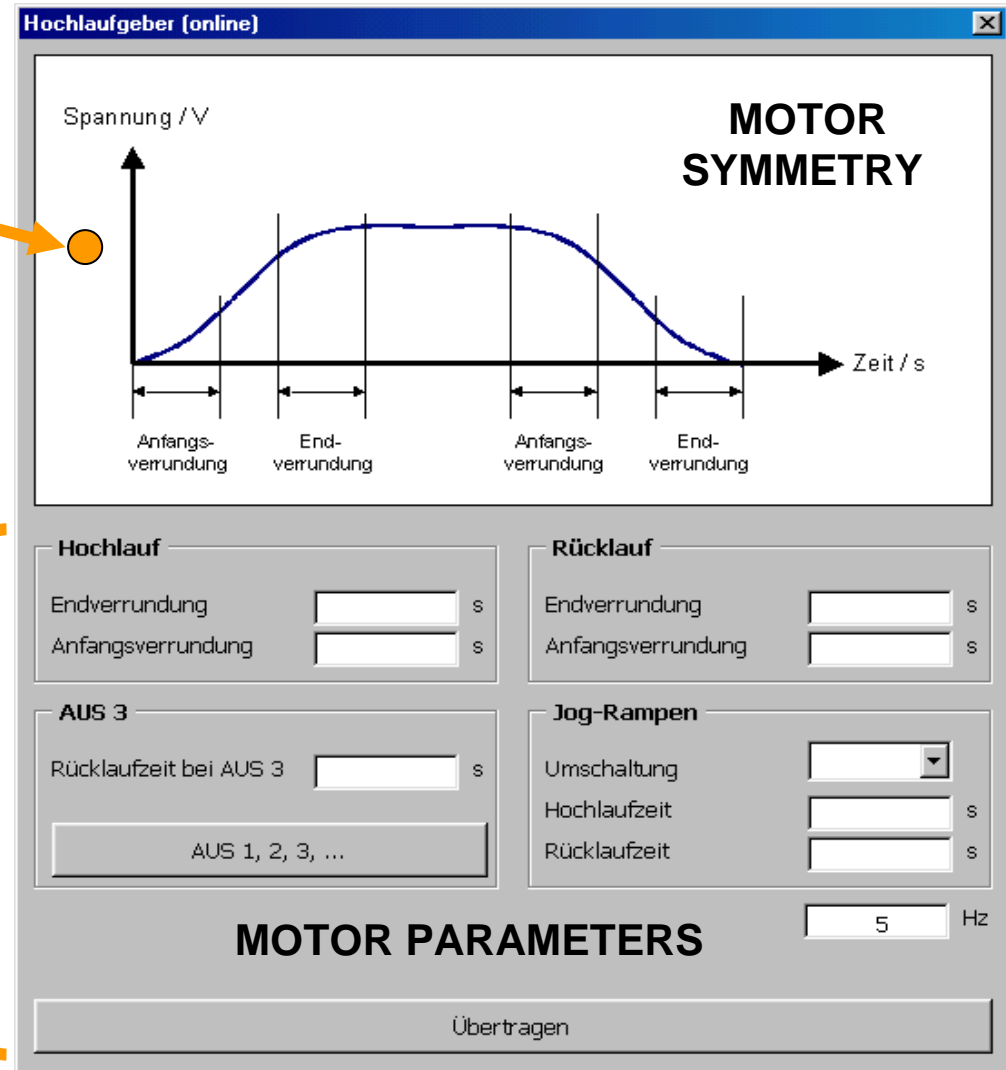 Hochlaufgeber (online)
Spannung / V
MOTOR
SYMMETRY
Zeit / s
Anfangs-
verrundung
End-
verrundung
Anfangs-
verrundung
End-
verrundung
Hochlauf
Endverrundung s
Anfangsverrundung s
Rücklauf
Endverrundung s
Anfangsverrundung s
AUS 3
Rücklaufzeit bei AUS 3 s
AUS 1, 2, 3, ...
Jog-Rampen
Umschaltung
Hochlaufzeit s
Rücklaufzeit s
5 Hz
MOTOR PARAMETERS
Übertragen